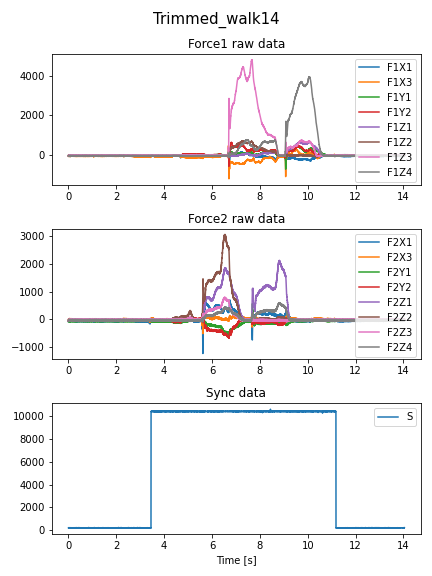 Trimmed_walk14
Force1 raw data
4000
2000
0
F1X1
F1X3
F1Y1
F1Y2
F1Z1
F1Z2
F1Z3
F1Z4
0 2 4 6 8 10 12 14
Force2 raw data
3000
2000
1000
0
−1000
F2X1
F2X3
F2Y1
F2Y2
F2Z1
F2Z2
F2Z3
F2Z4
0 2 4 6 8 10 12 14
Sync data
10000
8000
6000
4000
2000
0
S
0 2 4 6 8 10 12 14
Time [s]